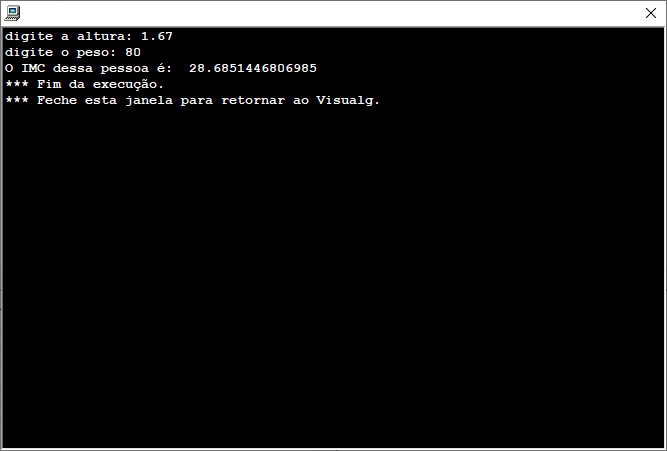 digite a altura: 1.67
digite o peso: 80
O IMC dessa pessoa é:  28.6851446806985
*** Fim da execução.
*** Feche esta janela para retornar ao Visualg.